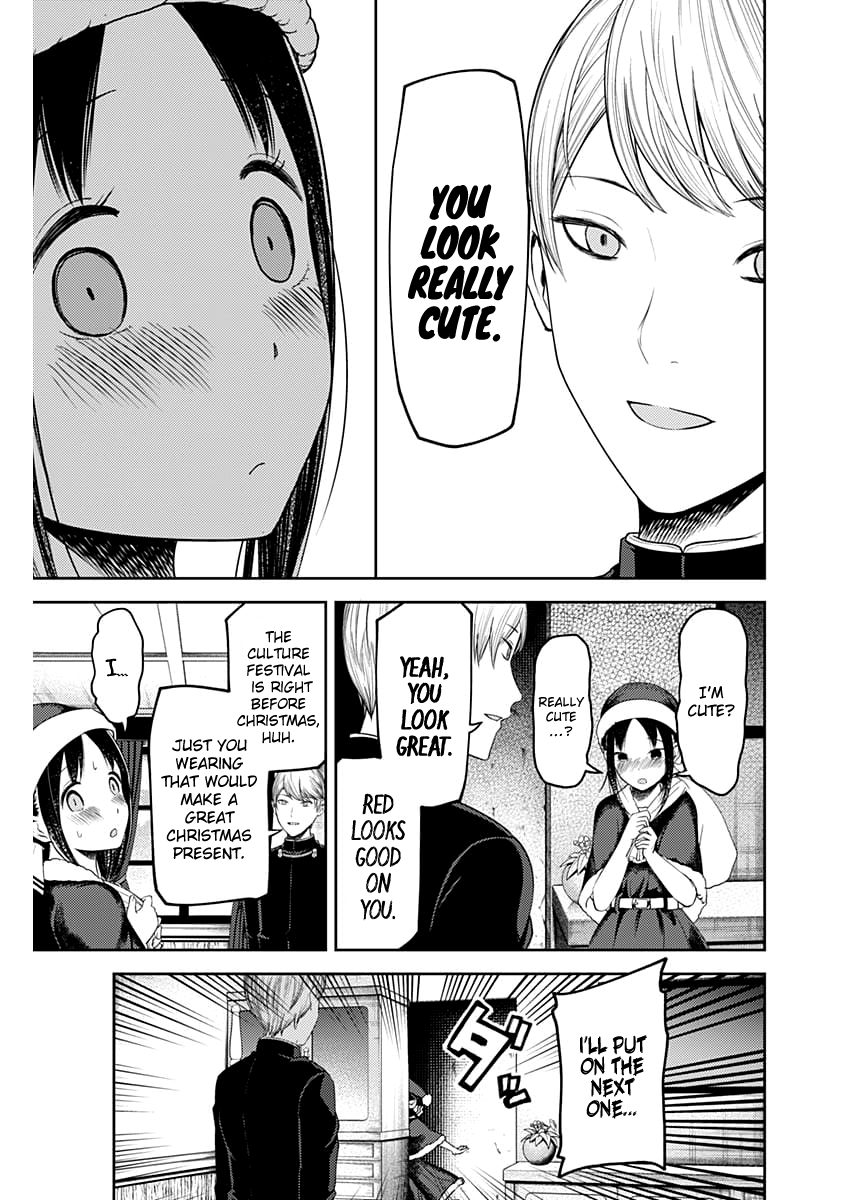 YOU
LOOK
REALLY
CUTE.
I'M
CUTE?
REALLY
CUTE
...?
YEAH,
YOU
LOOK
GREAT.
RED
LOOKS
GOOD
ON
YOU.
THE
CULTURE
FESTIVAL
IS RIGHT
BEFORE
CHRISTMAS,
HUH.
JUST YOU
WEARING
THAT WOULD
MAKE A
GREAT
CHRISTMAS
PRESENT.
I...
I'LL PUT
ON THE
NEXT
ONE...
ダッ